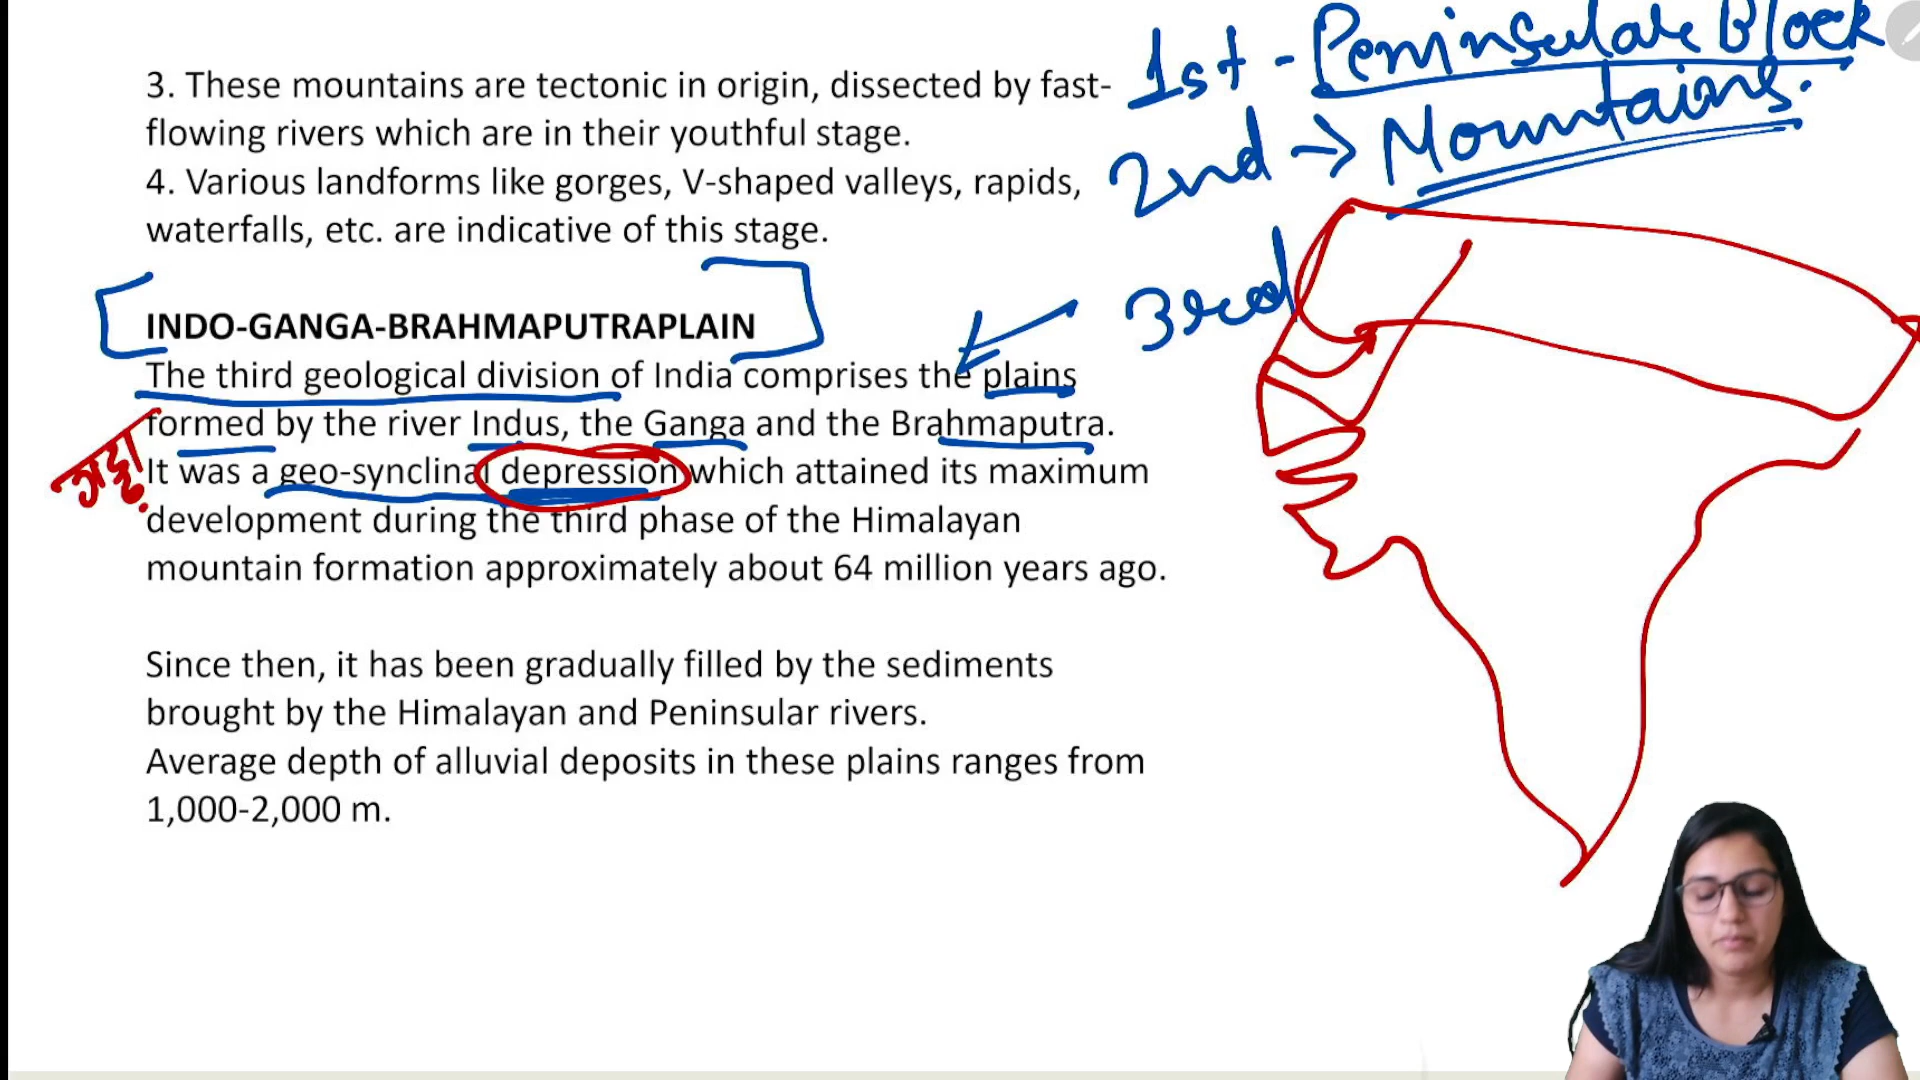 1st - Peninsular Block
2nd → Mountains.
3. These mountains are tectonic in origin, dissected by fast-
flowing rivers which are in their youthful stage.
4. Various landforms like gorges, V-shaped valleys, rapids,
waterfalls, etc. are indicative of this stage.
3rd
INDO-GANGA-BRAHMAPUTRAPLAIN
The third geological division of India comprises the plains
formed by the river Indus, the Ganga and the Brahmaputra.
It was a geo-synclinal depression which attained its maximum
development during the third phase of the Himalayan
mountain formation approximately about 64 million years ago.
Since then, it has been gradually filled by the sediments
brought by the Himalayan and Peninsular rivers.
Average depth of alluvial deposits in these plains ranges from
1,000-2,000 m.